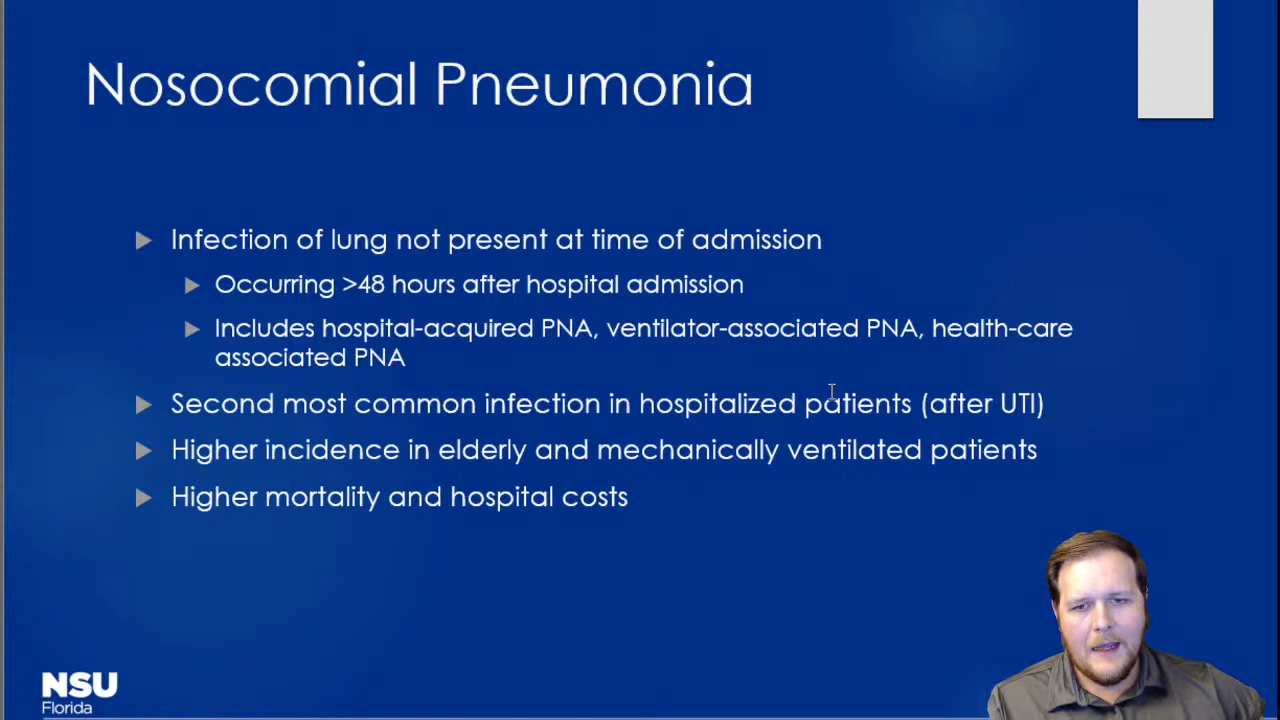 Nosocomial Pneumonia
Infection of lung not present at time of admission
Occurring >48 hours after hospital admission
Includes hospital-acquired PNA, ventilator-associated PNA, health-care
associated PNA
Second most common infection in hospitalized patients (after UTI)
Higher incidence in elderly and mechanically ventilated patients
Higher mortality and hospital costs
NSU
Florida